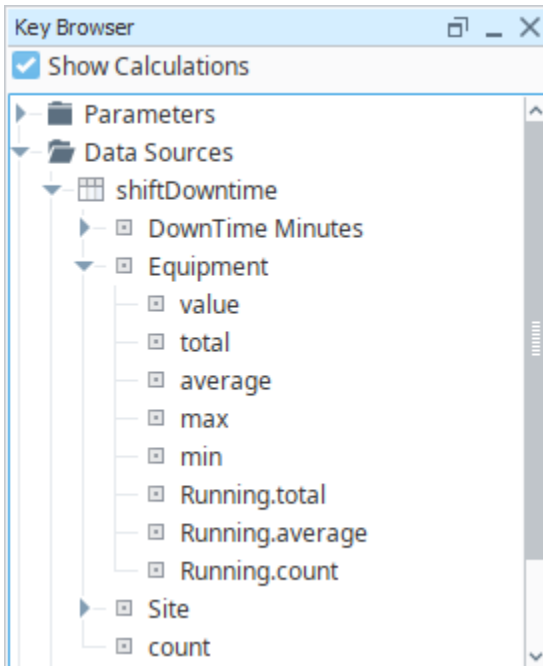 Key Browser
Show Calculations
Parameters
Data Sources
shiftDowntime
DownTime Minutes
Equipment
value
total
average
max
min
Running.total
Running.average
Running.count
Site
count